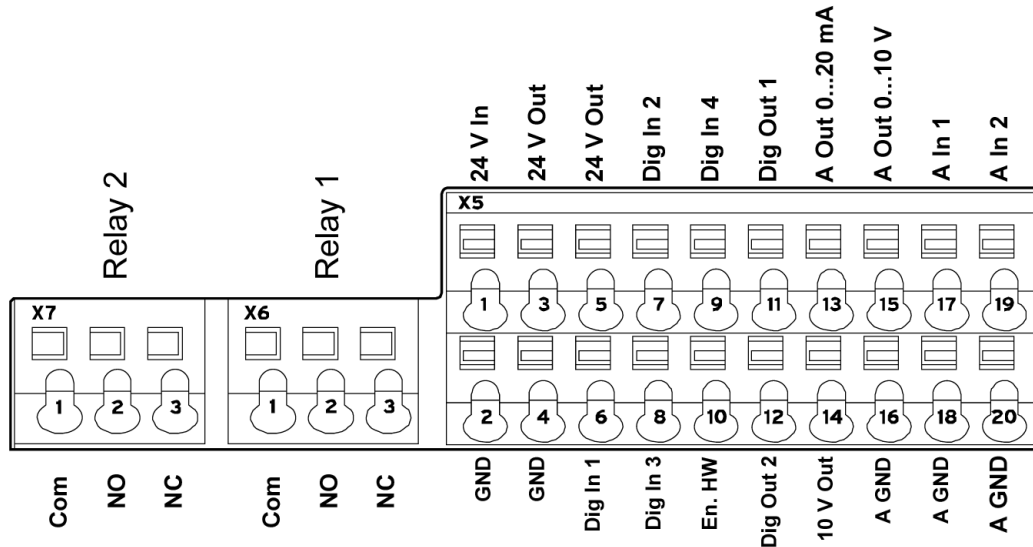 24 V In
24 V Out
24 V Out
Dig In 2
Dig In 4
Dig Out 1
A Out 0...20 mA
A Out 0...10 V
A In 1
A In 2
Relay 2
Relay 1
X5
1 3 5 7 9 11 13 15 17 19
X7
X6
1 2 3
1 2 3
2 4 6 8 10 12 14 16 18 20
Com
NO
NC
Com
NO
NC
GND
GND
Dig In 1
Dig In 3
En. HW
Dig Out 2
10 V Out
A GND
A GND
A GND